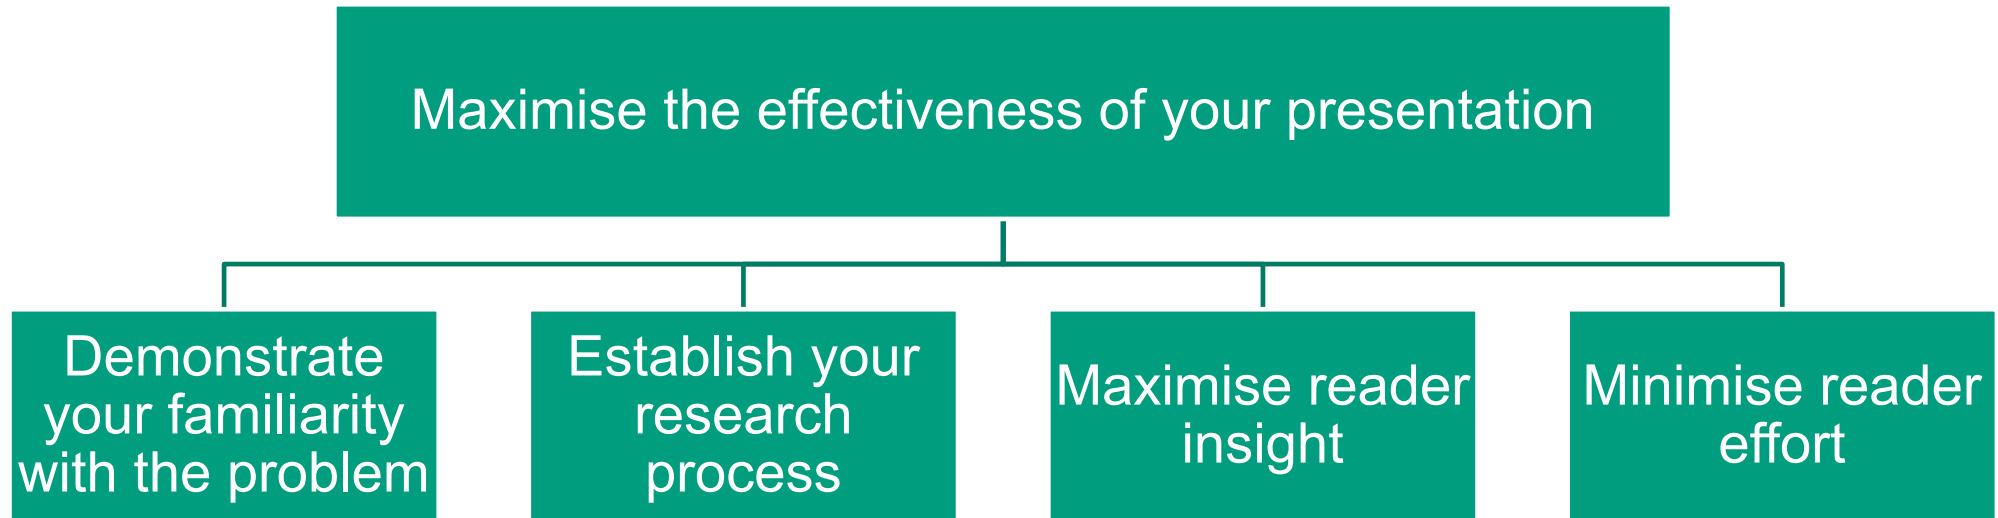 Maximise the effectiveness of your presentation
Demonstrate
your familiarity
with the problem
Establish your
research
process
Maximise reader
insight
Minimise reader
effort